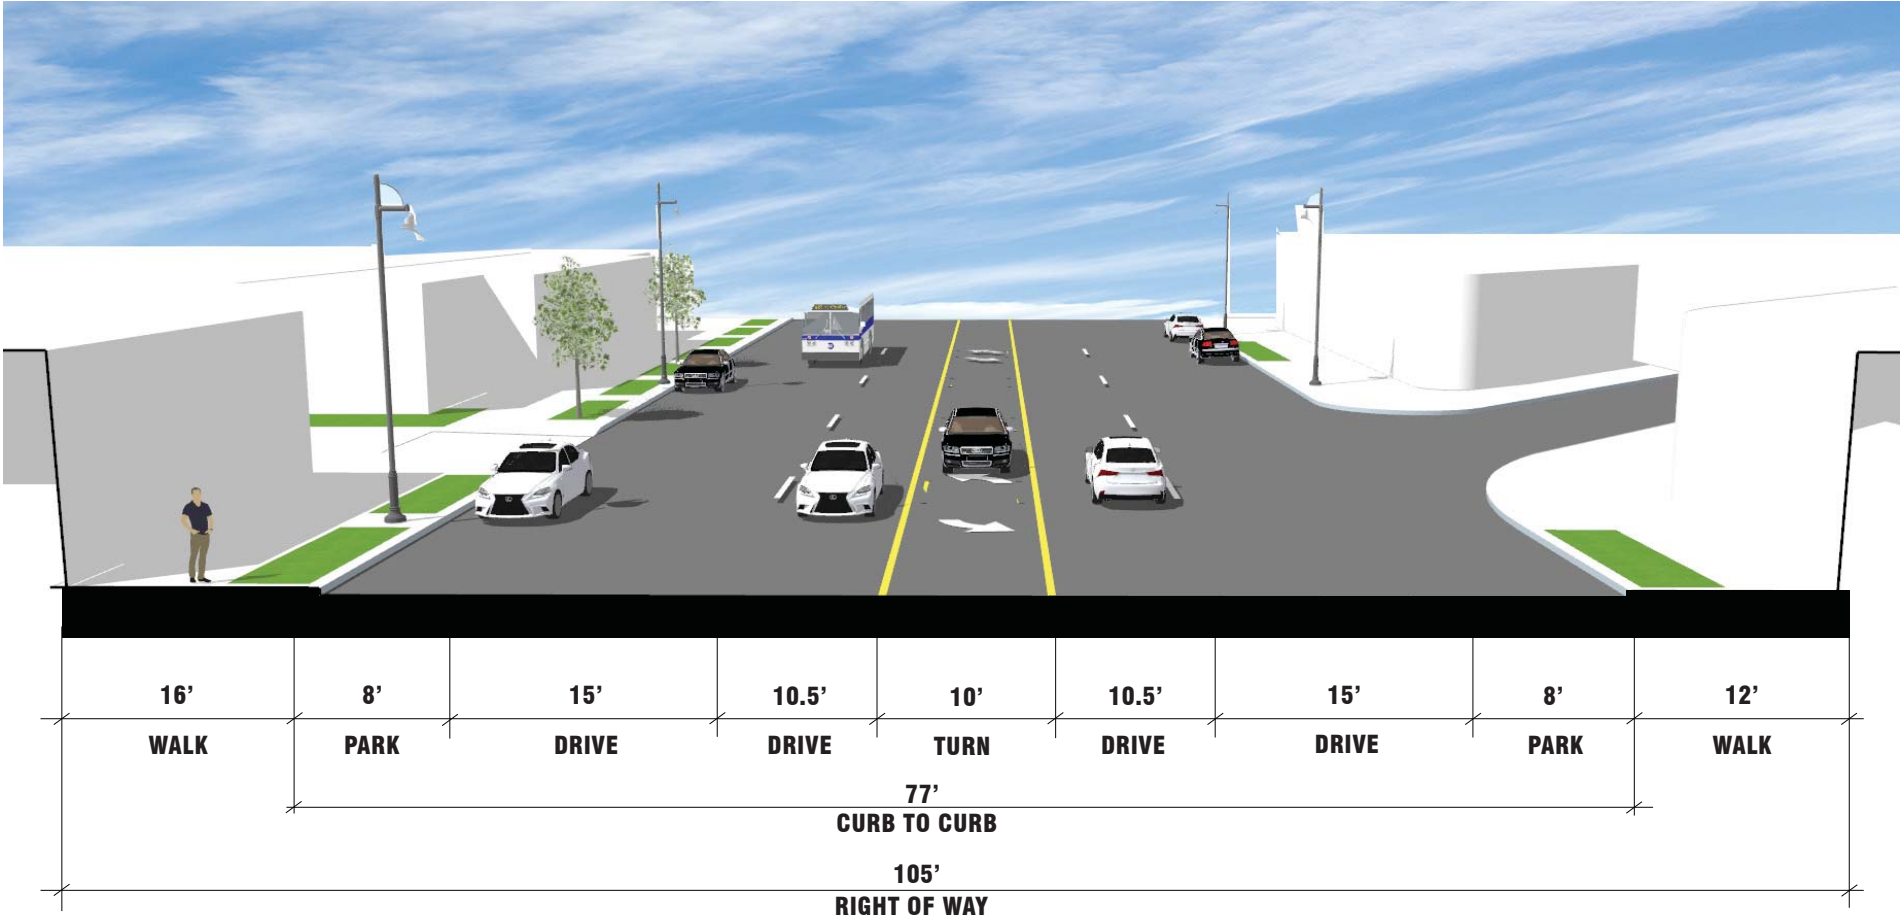 16’ 8’ 15’ 10.5’ 10’ 10.5’ 15’ 8’ 12’
WALK PARK DRIVE DRIVE TURN DRIVE DRIVE PARK WALK
77’
CURB TO CURB
105’
RIGHT OF WAY